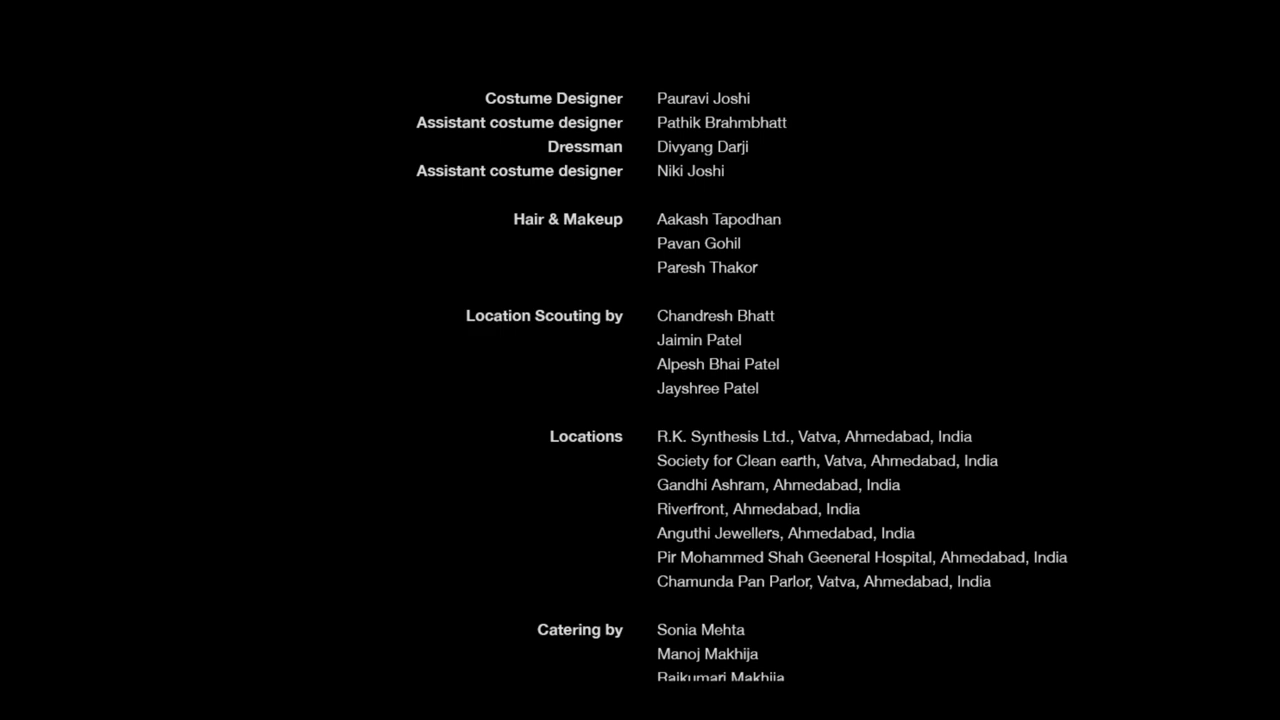 Costume Designer Pauravi Joshi
Assistant costume designer Pathik Brahmbhatt
Dressman Divyang Darji
Assistant costume designer Niki Joshi
Hair & Makeup Aakash Tapodhan
Pavan Gohil
Paresh Thakor
Location Scouting by Chandresh Bhatt
Jaimin Patel
Alpesh Bhai Patel
Jayshree Patel
Locations R.K. Synthesis Ltd., Vatva, Ahmedabad, India
Society for Clean earth, Vatva, Ahmedabad, India
Gandhi Ashram, Ahmedabad, India
Riverfront, Ahmedabad, India
Anguthi Jewellers, Ahmedabad, India
Pir Mohammed Shah Geeneral Hospital, Ahmedabad, India
Chamunda Pan Parlor, Vatva, Ahmedabad, India
Catering by Sonia Mehta
Manoj Makhija
Rajkumari Makhija